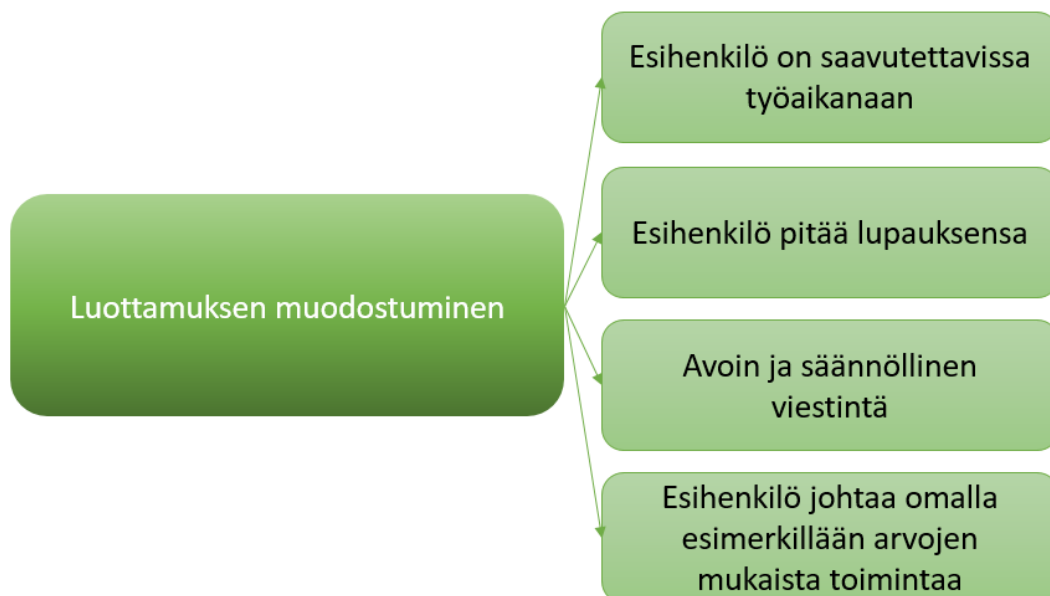 Luottamuksen muodostuminen
Esihenkilö on saavutettavissa
työaikanaan
Esihenkilö pitää lupauksensa
Avoin ja säännöllinen
viestintä
Esihenkilö johtaa omalla
esimerkillään arvojen
mukaista toimintaa